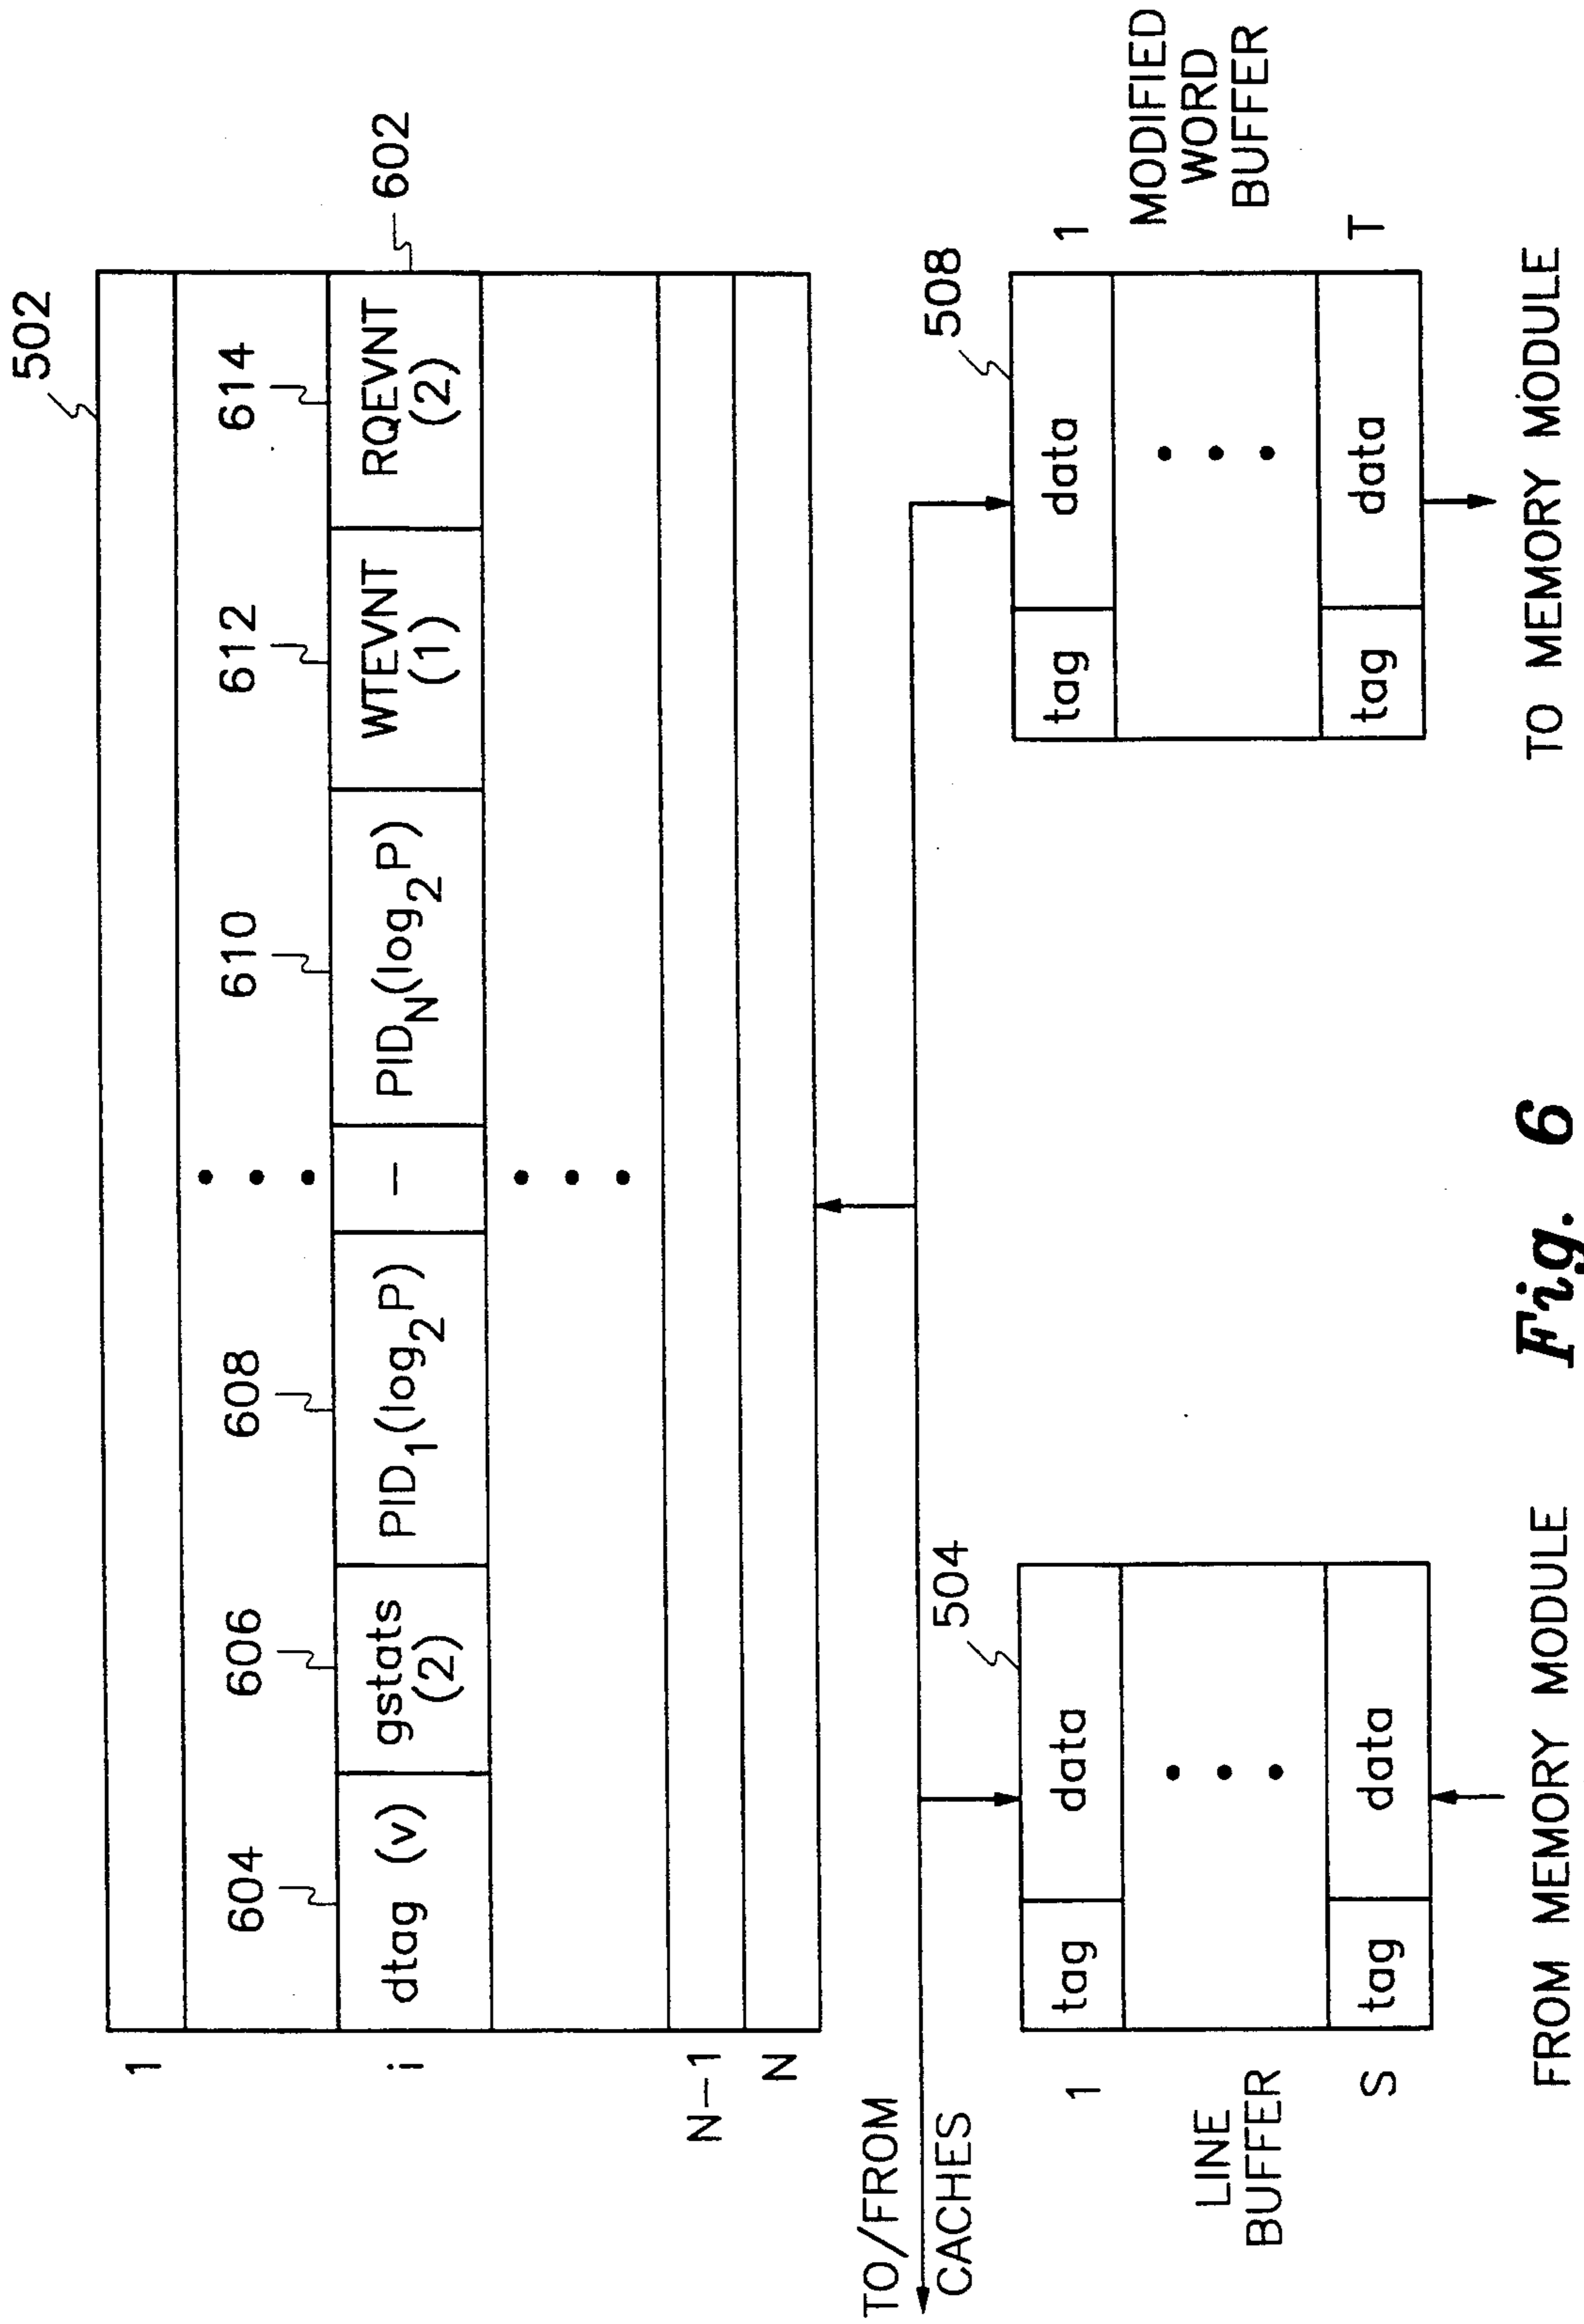 502
604
606
608
610
612
614
1
i
dtag (v)
gstats
(2)
PID1(log2P)
–
PIDN(log2P)
WTEVNT
(1)
RQEVNT
(2)
602
N–1
N
TO/FROM
CACHES
504
508
LINE
BUFFER
1
tag
data
S
tag
data
1
tag
data
T
tag
data
MODIFIED
WORD
BUFFER
FROM MEMORY MODULE
TO MEMORY MODULE
Fig. 6